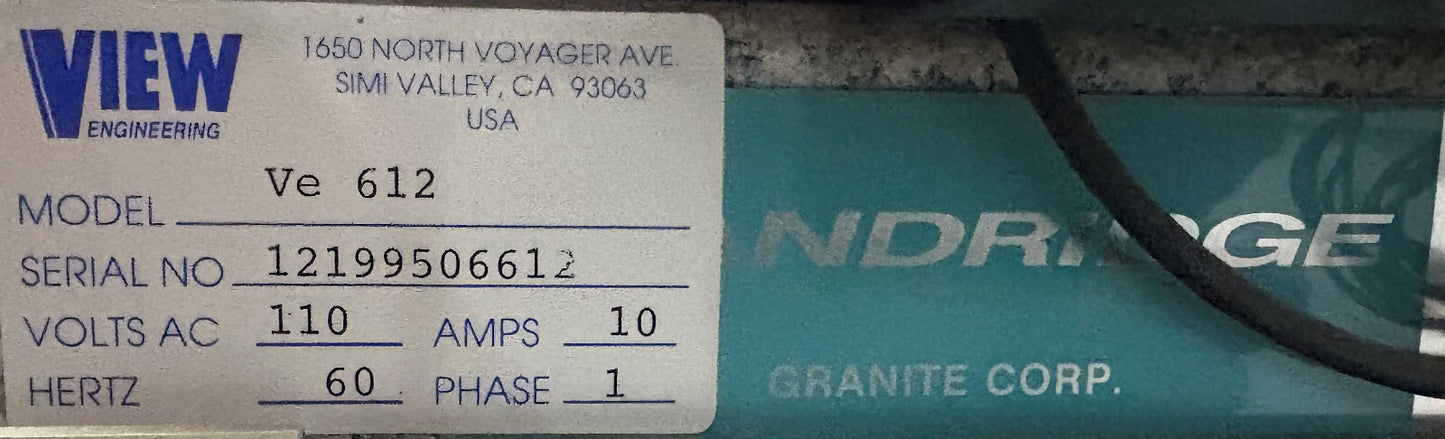 VIEW
ENGINEERING
1650 NORTH VOYAGER AVE.
SIMI VALLEY, CA 93063
USA
MODEL Ve 612
SERIAL NO 12199506612
VOLTS AC 110 AMPS 10
HERTZ 60 PHASE 1
GRANITE CORP.